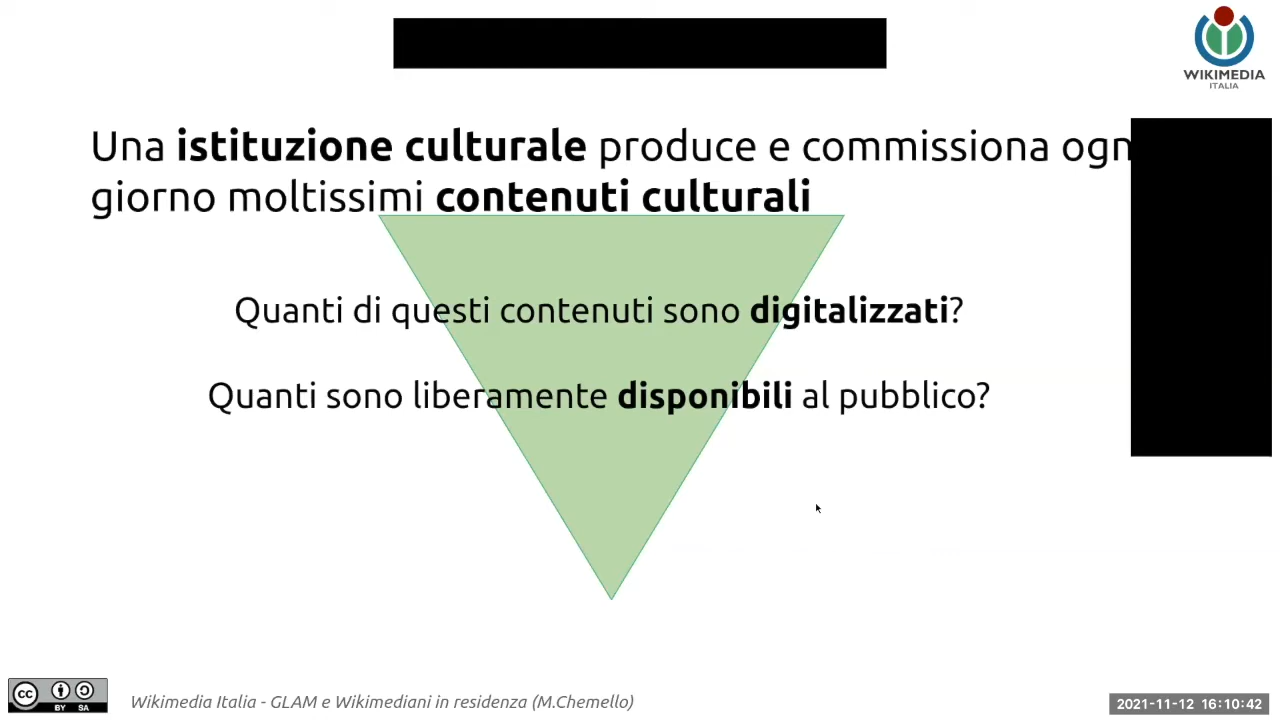 WIKIMEDIA
ITALIA
Una istituzione culturale produce e commissiona ogn
giorno moltissimi contenuti culturali
Quanti di questi contenuti sono digitalizzati?
Quanti sono liberamente disponibili al pubblico?
cc
BY SA
Wikimedia Italia - GLAM e Wikimediani in residenza (M.Chemello)
2021-11-12 16:10:42